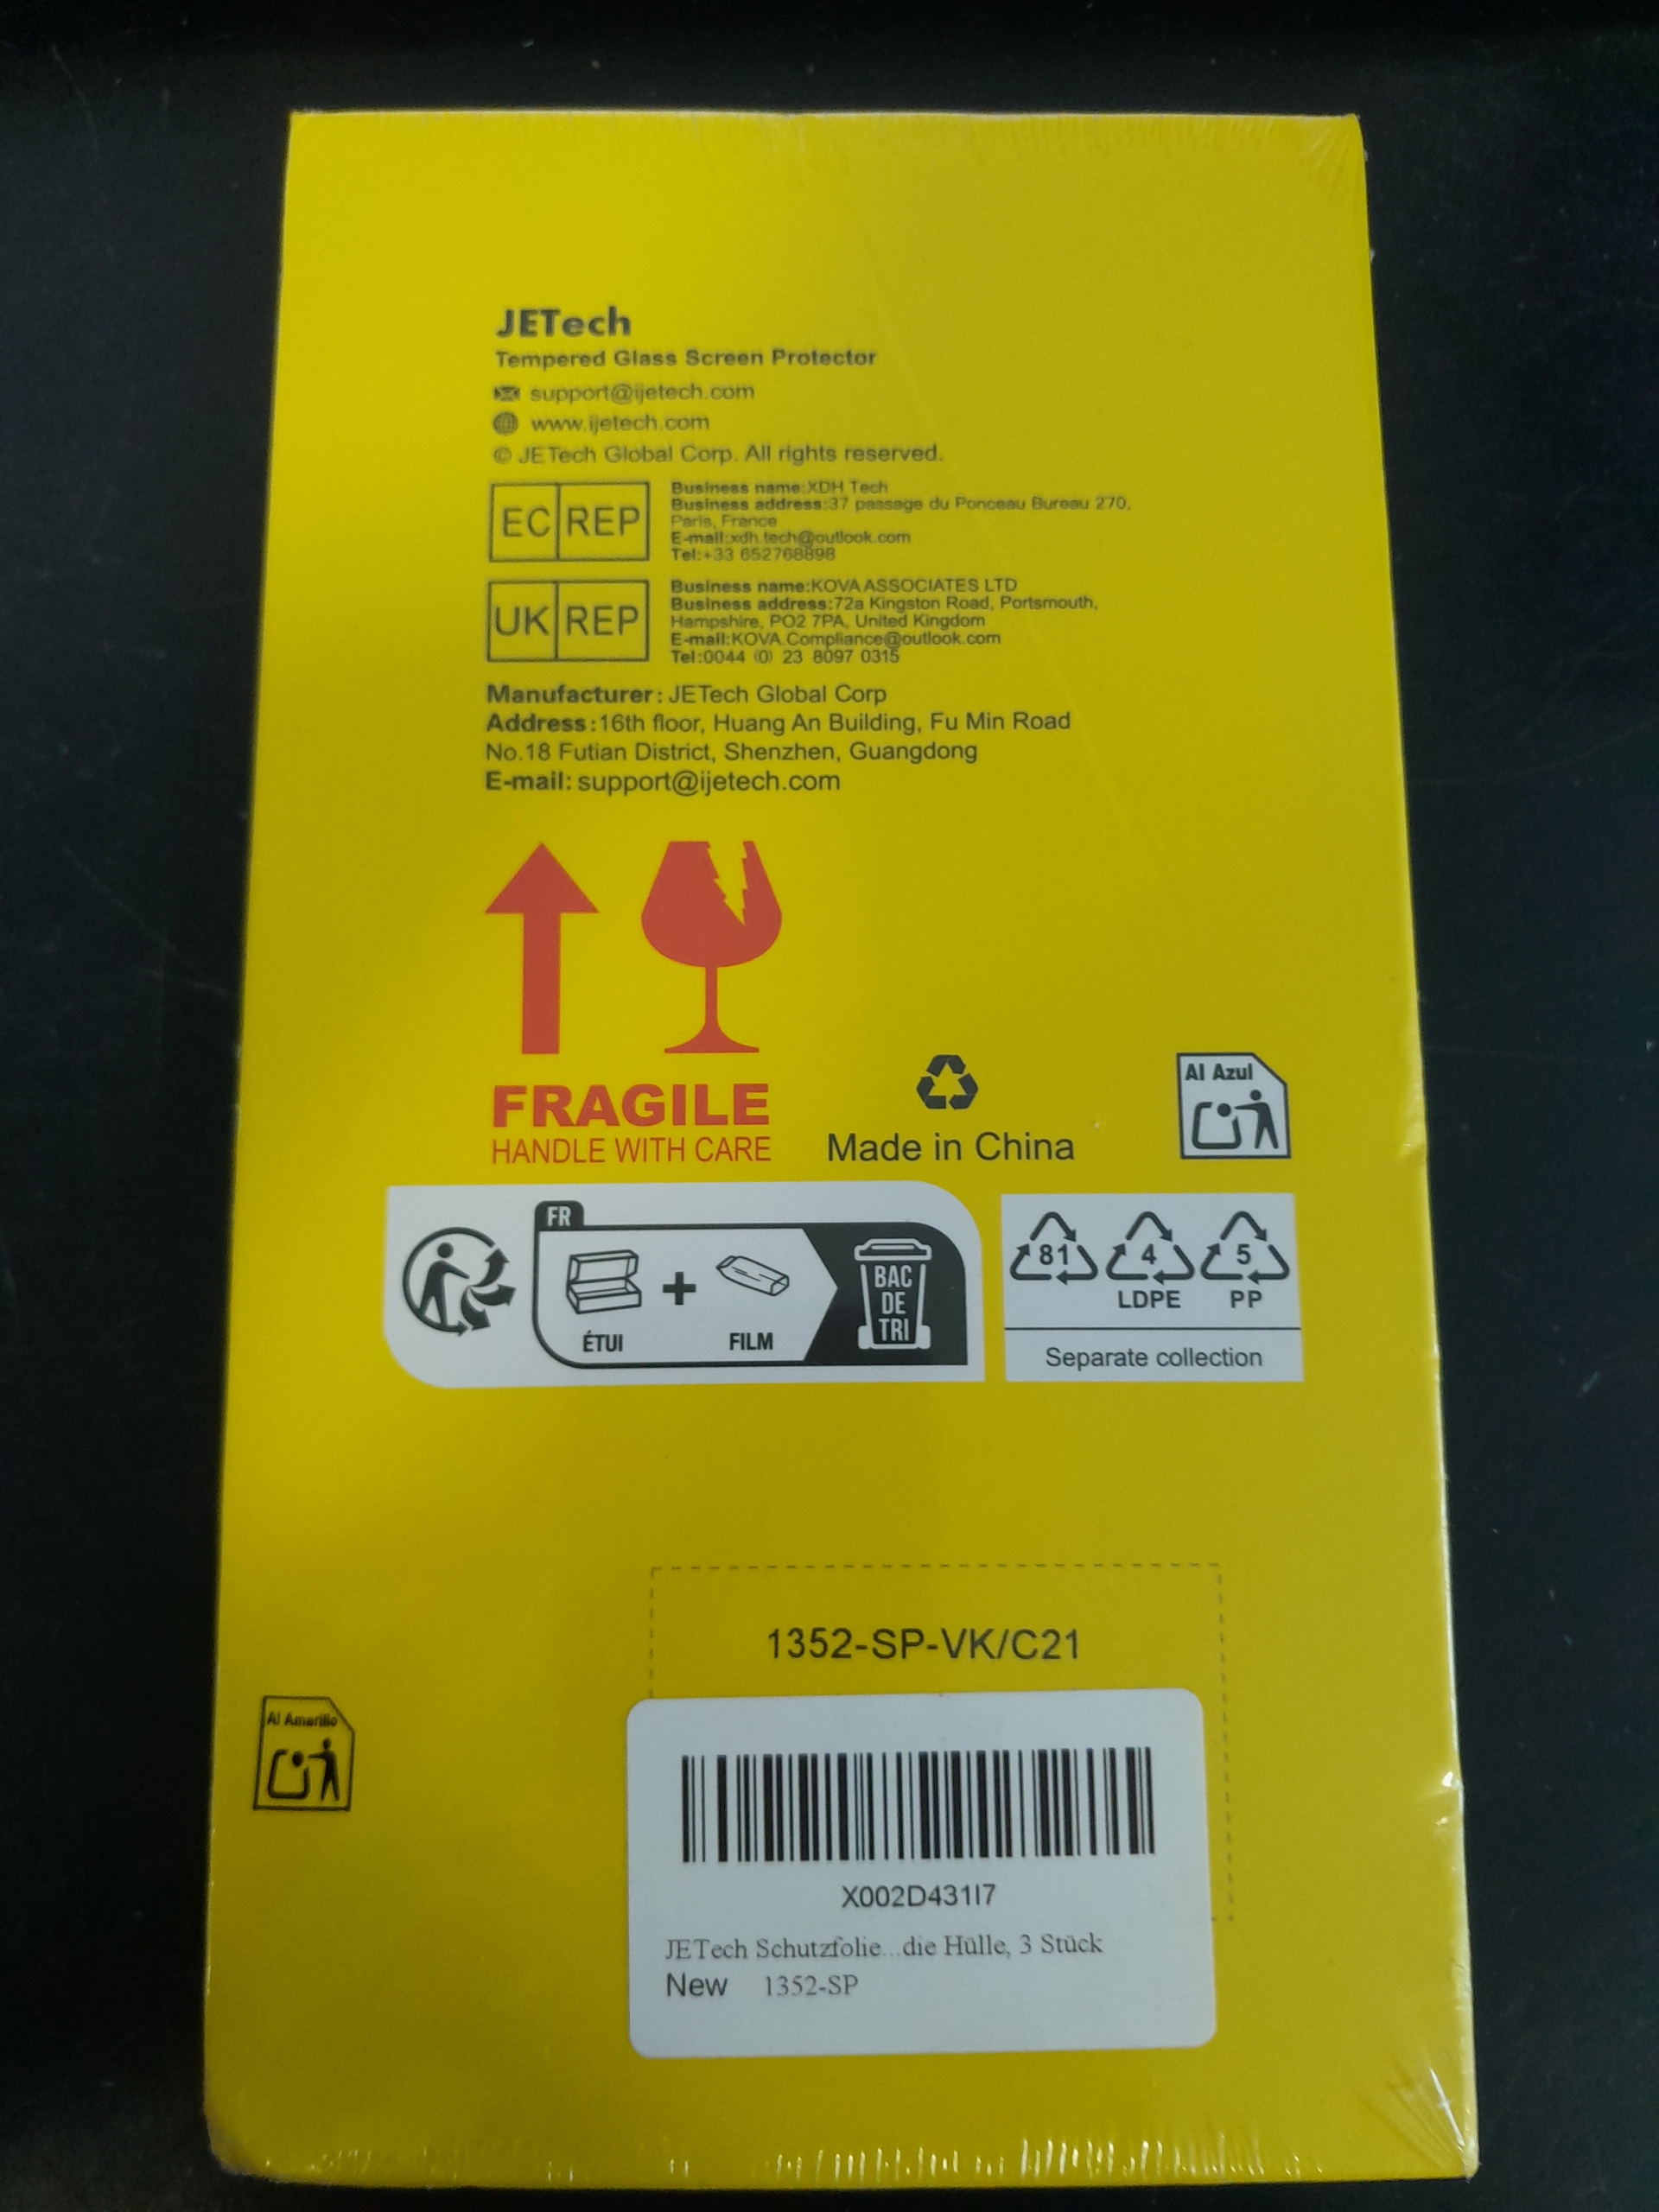 JETech
Tempered Glass Screen Protector
support@ijetech.com
www.ijetech.com
© JETech Global Corp. All rights reserved.
EC REP
Business name:XDH Tech
Business address:37 passage du Ponceau Bureau 270,
Paris, France
E-mail:xdh.tech@outlook.com
Tel:+33 652768898
UK REP
Business name:KOVA ASSOCIATES LTD
Business address:72a Kingston Road, Portsmouth,
Hampshire, PO2 7PA, United Kingdom
E-mail:KOVA.Compliance@outlook.com
Tel:0044 (0) 23 8097 0315
Manufacturer: JETech Global Corp
Address:16th floor, Huang An Building, Fu Min Road
No.18 Futian District, Shenzhen, Guangdong
E-mail: support@ijetech.com
FRAGILE
HANDLE WITH CARE
Made in China
Al Azul
FR
ÉTUI
+
FILM
BAC
DE
TRI
81 4 5
LDPE PP
Separate collection
1352-SP-VK/C21
Al Amarillo
X002D431I7
JETech Schutzfolie...die Hülle, 3 Stück
New 1352-SP